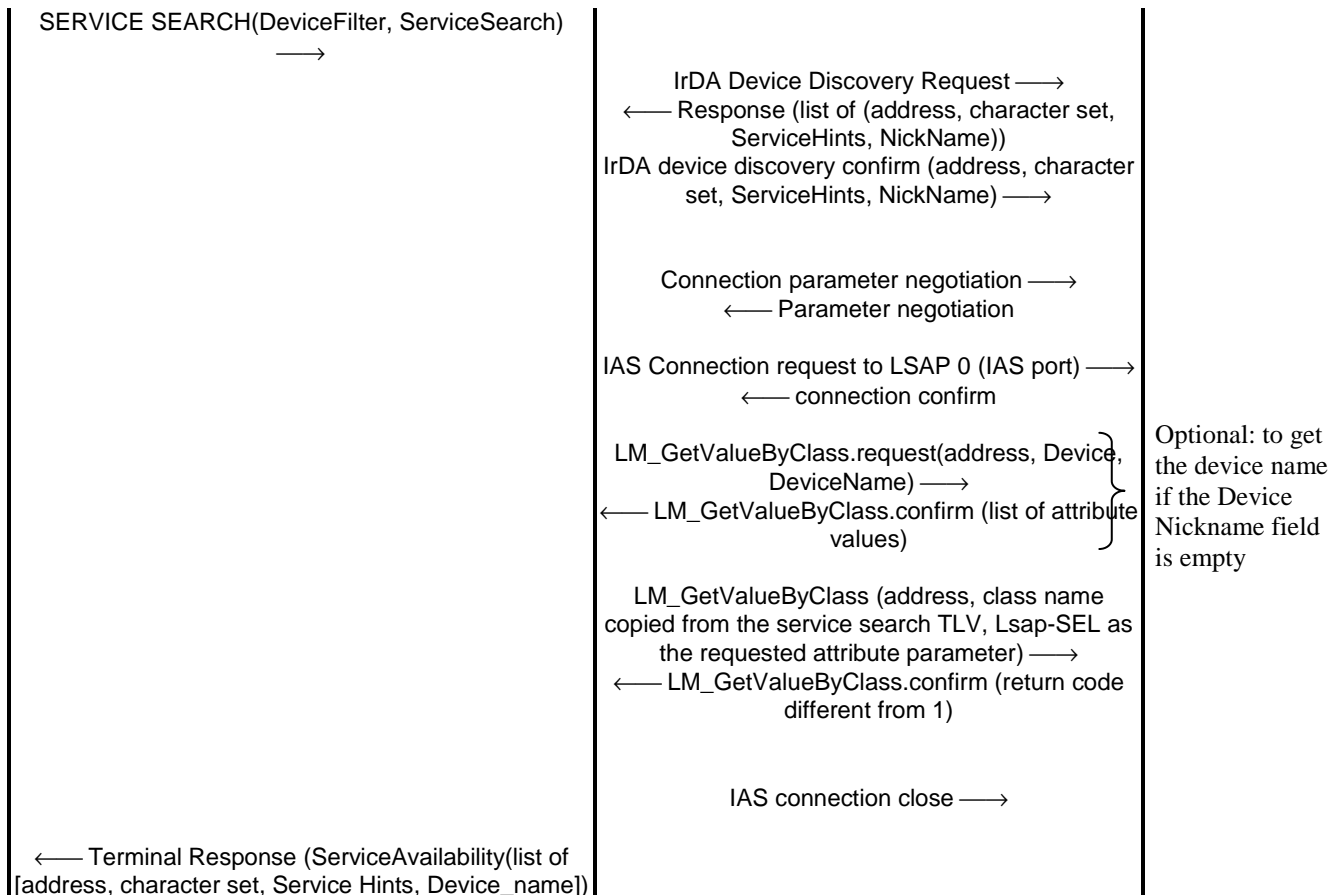 SERVICE SEARCH(DeviceFilter, ServiceSearch)
⟶
IrDA Device Discovery Request ⟶
⟵ Response (list of (address, character set,
ServiceHints, NickName))
IrDA device discovery confirm (address, character
set, ServiceHints, NickName) ⟶
Connection parameter negotiation ⟶
⟵ Parameter negotiation
IAS Connection request to LSAP 0 (IAS port) ⟶
⟵ connection confirm
LM_GetValueByClass.request(address, Device,
DeviceName) ⟶
⟵ LM_GetValueByClass.confirm (list of attribute
values)
Optional: to get
the device name
if the Device
Nickname field
is empty
LM_GetValueByClass (address, class name
copied from the service search TLV, Lsap-SEL as
the requested attribute parameter) ⟶
⟵ LM_GetValueByClass.confirm (return code
different from 1)
IAS connection close ⟶
⟵ Terminal Response (ServiceAvailability(list of
[address, character set, Service Hints, Device_name])